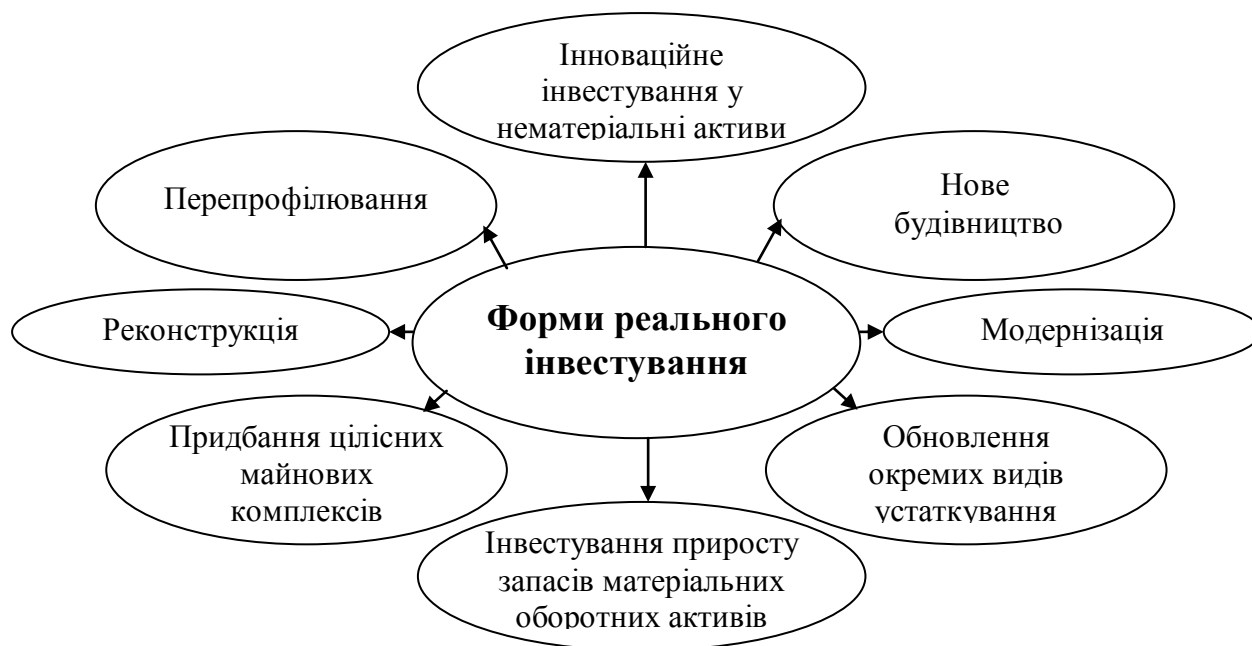 Інноваційне
інвестування у
нематеріальні активи
Перепрофілювання
Нове
будівництво
Форми реального
інвестування
Реконструкція
Модернізація
Придбання цілісних
майнових
комплексів
Обновлення
окремих видів
устаткування
Інвестування приросту
запасів матеріальних
оборотних активів